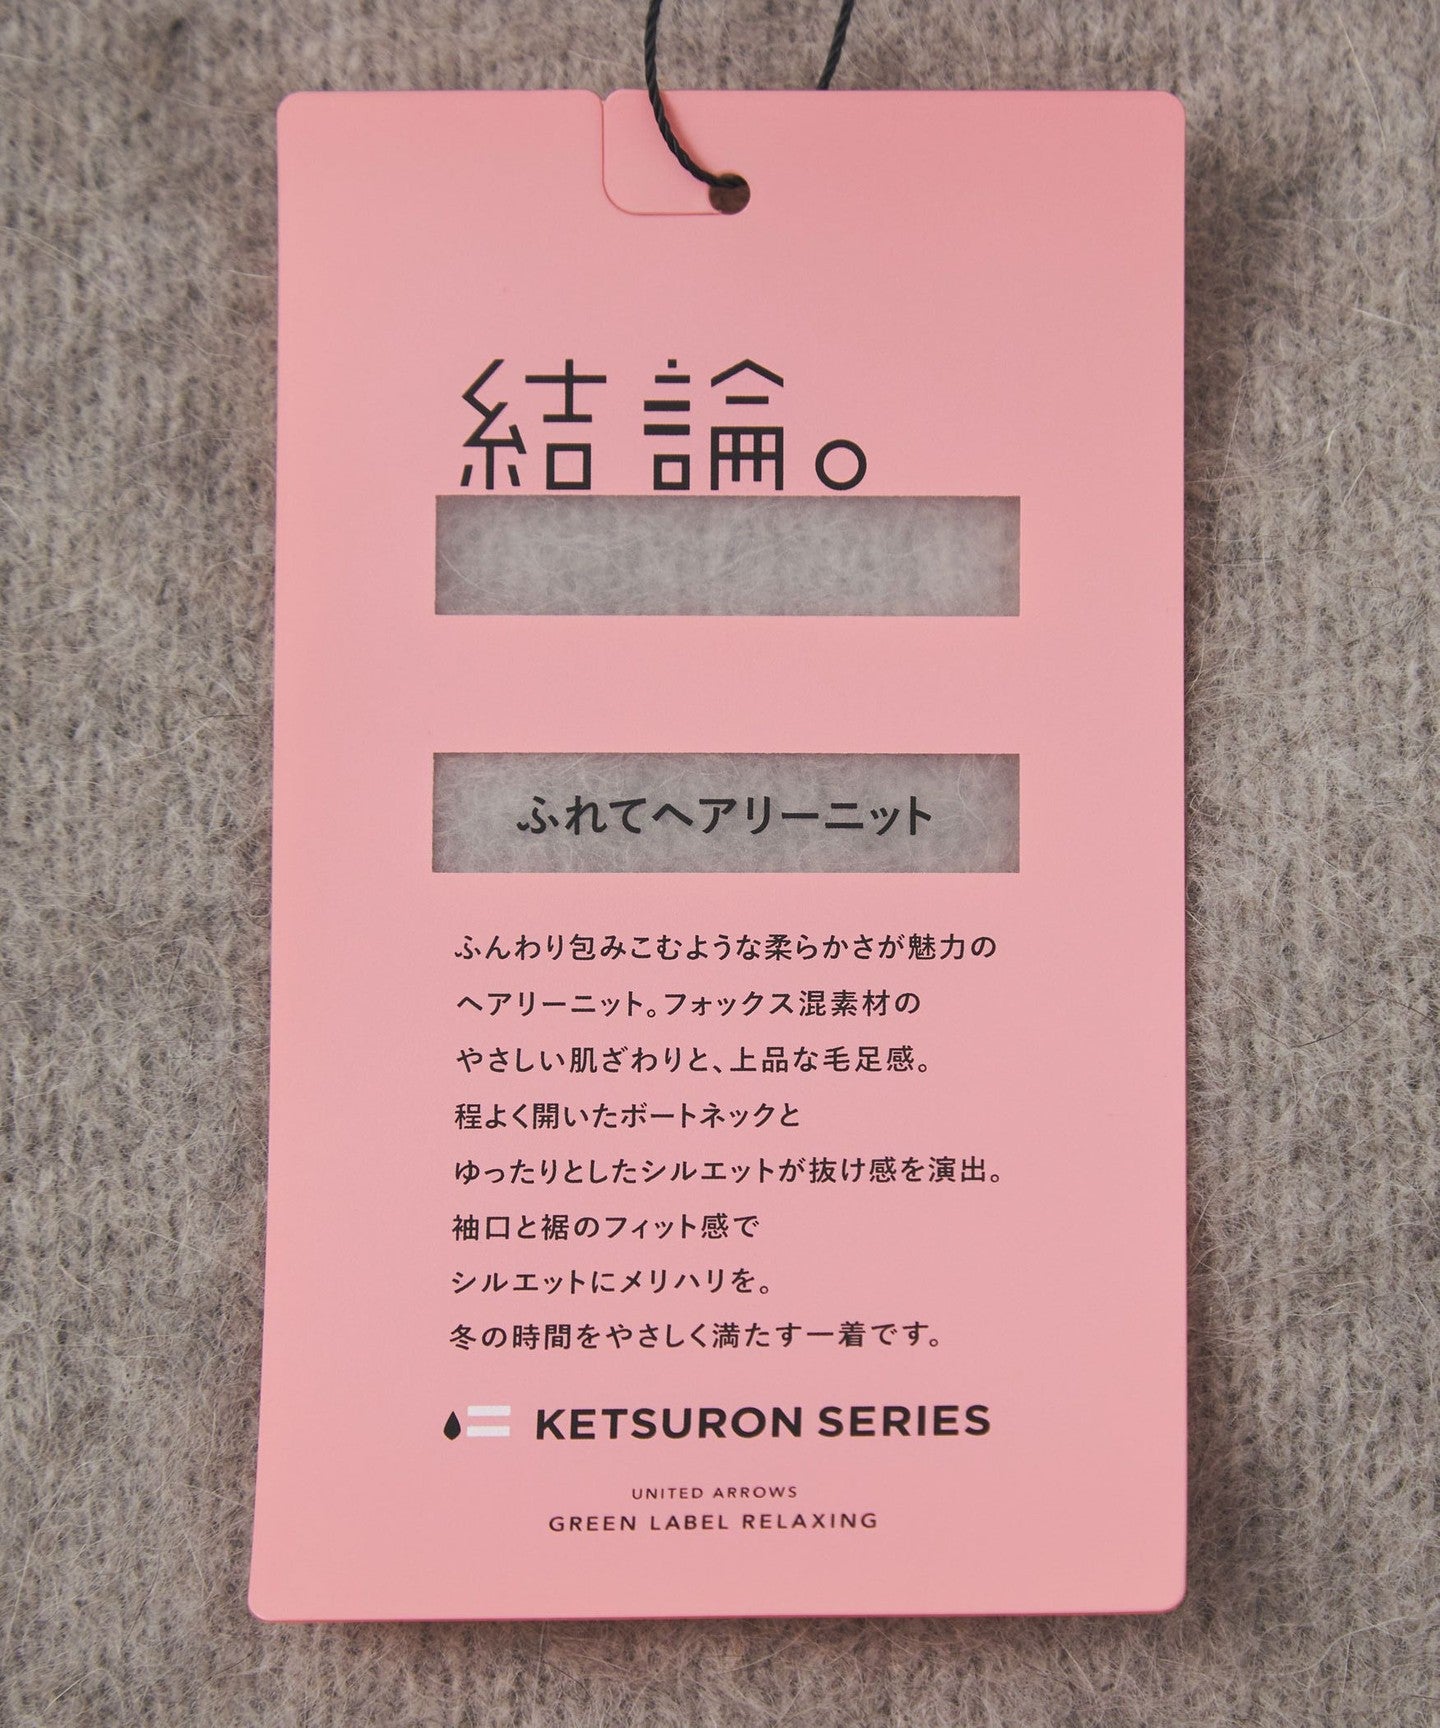 結論。
ふれてヘアリーニット
ふんわり包みこむような柔らかさが魅力の
ヘアリーニット。フォックス混素材の
やさしい肌ざわりと、上品な毛足感。
程よく開いたボートネックと
ゆったりとしたシルエットが抜け感を演出。
袖口と裾のフィット感で
シルエットにメリハリを。
冬の時間をやさしく満たす一着です。
KETSURON SERIES
UNITED ARROWS
GREEN LABEL RELAXING